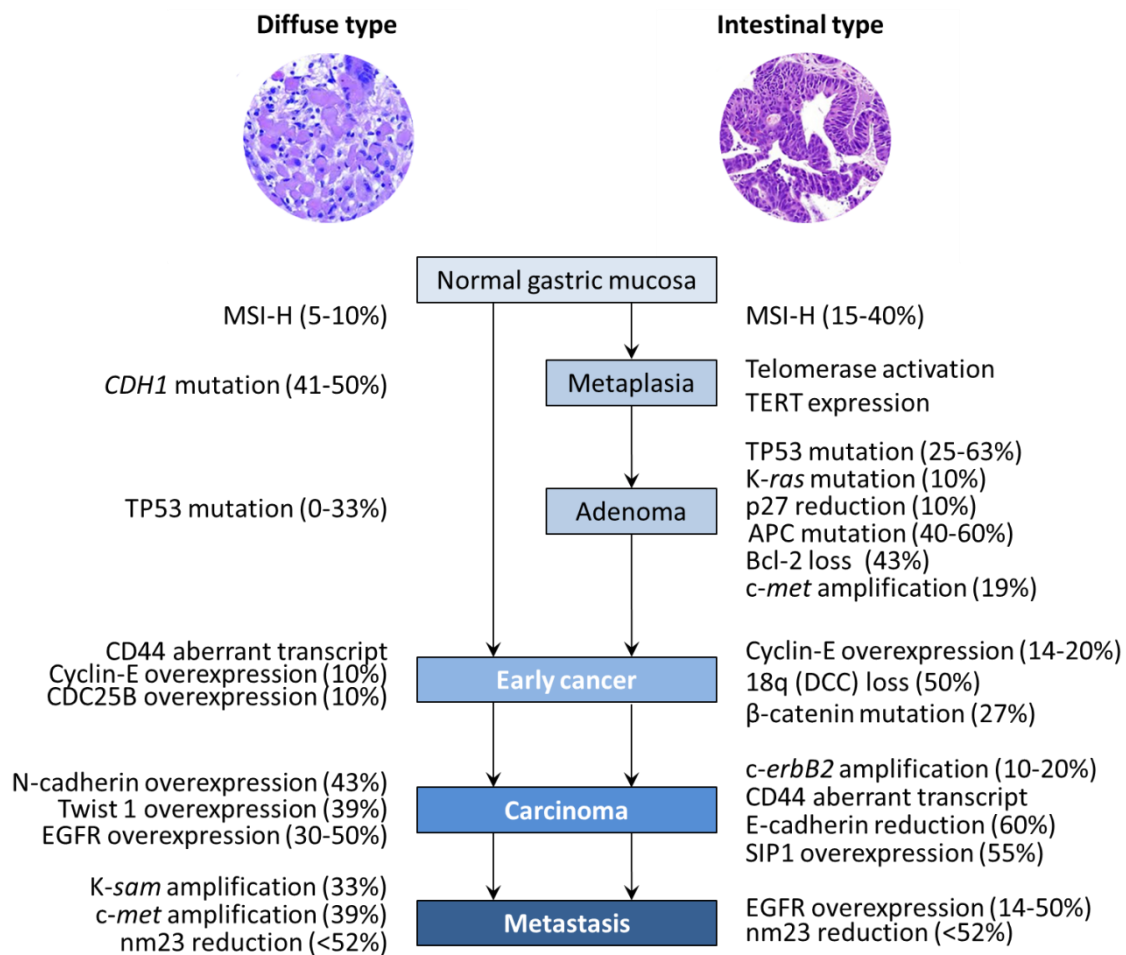 Diffuse type
Intestinal type
Normal gastric mucosa
MSI-H (5-10%)
MSI-H (15-40%)
CDH1 mutation (41-50%)
Metaplasia
Telomerase activation
TERT expression
TP53 mutation (0-33%)
Adenoma
TP53 mutation (25-63%)
K-ras mutation (10%)
p27 reduction (10%)
APC mutation (40-60%)
Bcl-2 loss (43%)
c-met amplification (19%)
CD44 aberrant transcript
Cyclin-E overexpression (10%)
CDC25B overexpression (10%)
Early cancer
Cyclin-E overexpression (14-20%)
18q (DCC) loss (50%)
β-catenin mutation (27%)
N-cadherin overexpression (43%)
Twist 1 overexpression (39%)
EGFR overexpression (30-50%)
Carcinoma
c-erbB2 amplification (10-20%)
CD44 aberrant transcript
E-cadherin reduction (60%)
SIP1 overexpression (55%)
K-sam amplification (33%)
c-met amplification (39%)
nm23 reduction (<52%)
Metastasis
EGFR overexpression (14-50%)
nm23 reduction (<52%)